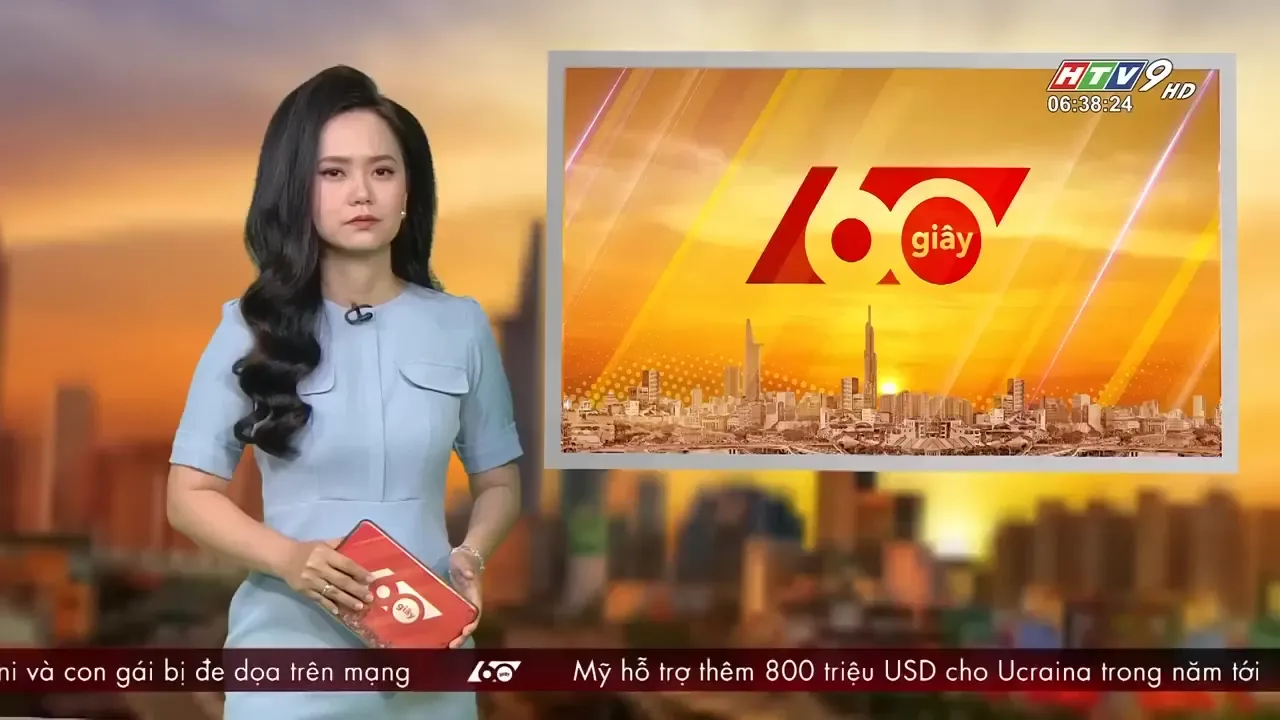 HTV9 HD
06:38:24
60 giây
60 giây
ni và con gái bị đe dọa trên mạng
60 giây
Mỹ hỗ trợ thêm 800 triệu USD cho Ucraina trong năm tới